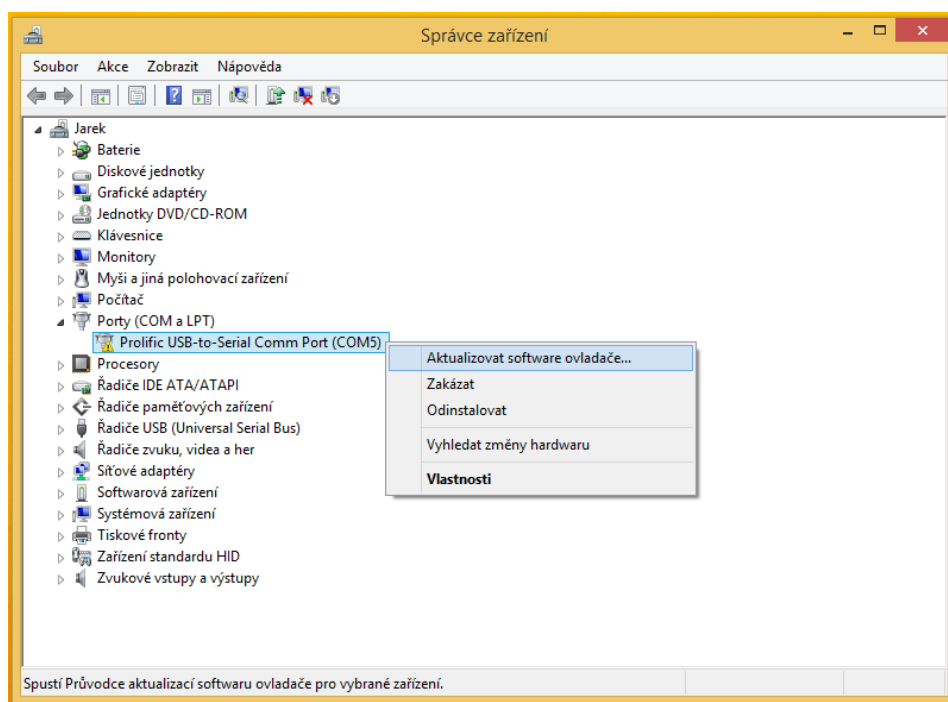 Správce zařízení
Soubor Akce Zobrazit Nápověda
Jarek
Baterie
Diskové jednotky
Grafické adaptéry
Jednotky DVD/CD-ROM
Klávesnice
Monitory
Myši a jiná polohovací zařízení
Počítač
Porty (COM a LPT)
Prolific USB-to-Serial Comm Port (COM5)
Procesory
Řadiče IDE ATA/ATAPI
Řadiče paměťových zařízení
Řadiče USB (Universal Serial Bus)
Řadiče zvuku, videa a her
Síťové adaptéry
Softwarová zařízení
Systémová zařízení
Tiskové fronty
Zařízení standardu HID
Zvukové vstupy a výstupy
Aktualizovat software ovladače...
Zakázat
Odinstalovat
Vyhledat změny hardwaru
Vlastnosti
Spustí Průvodce aktualizací softwaru ovladače pro vybrané zařízení.